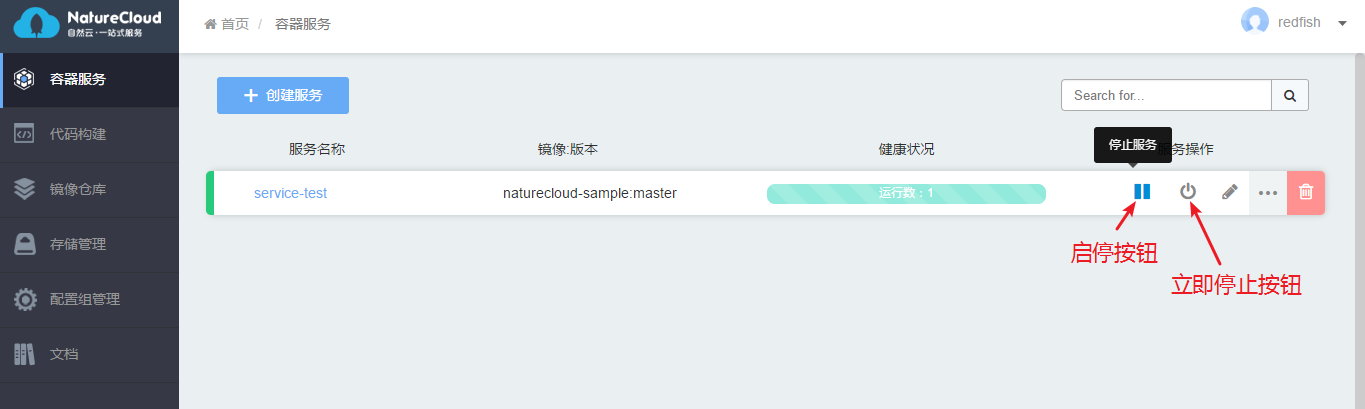 NatureCloud
自然云·一站式服务
首页 / 容器服务
redfish
容器服务
代码构建
镜像仓库
存储管理
配置组管理
文档
创建服务
Search for...
服务名称
镜像:版本
健康状况
服务操作
停止服务
service-test
naturecloud-sample:master
运行数 : 1
启停按钮
立即停止按钮